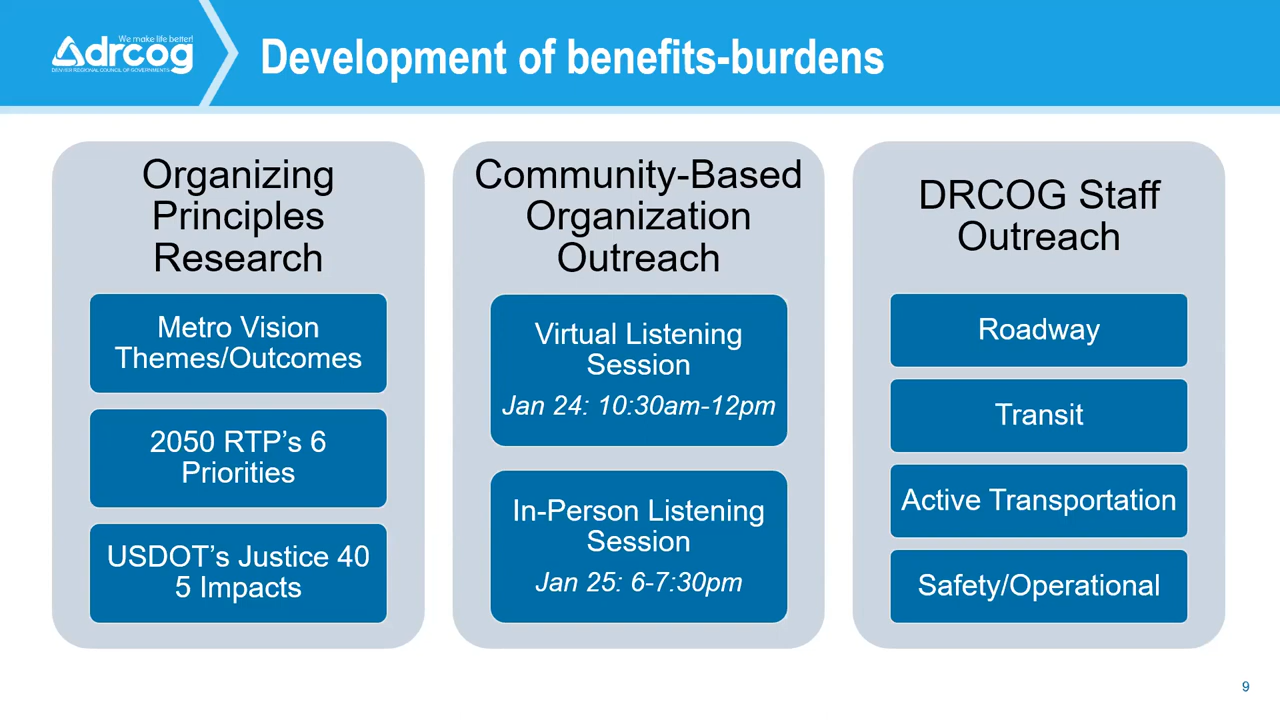 We make life better!
drcog
DENVER REGIONAL COUNCIL OF GOVERNMENTS
Development of benefits-burdens
Organizing
Principles
Research
Metro Vision
Themes/Outcomes
2050 RTP’s 6
Priorities
USDOT’s Justice 40
5 Impacts
Community-Based
Organization
Outreach
Virtual Listening
Session
Jan 24: 10:30am-12pm
In-Person Listening
Session
Jan 25: 6-7:30pm
DRCOG Staff
Outreach
Roadway
Transit
Active Transportation
Safety/Operational
9